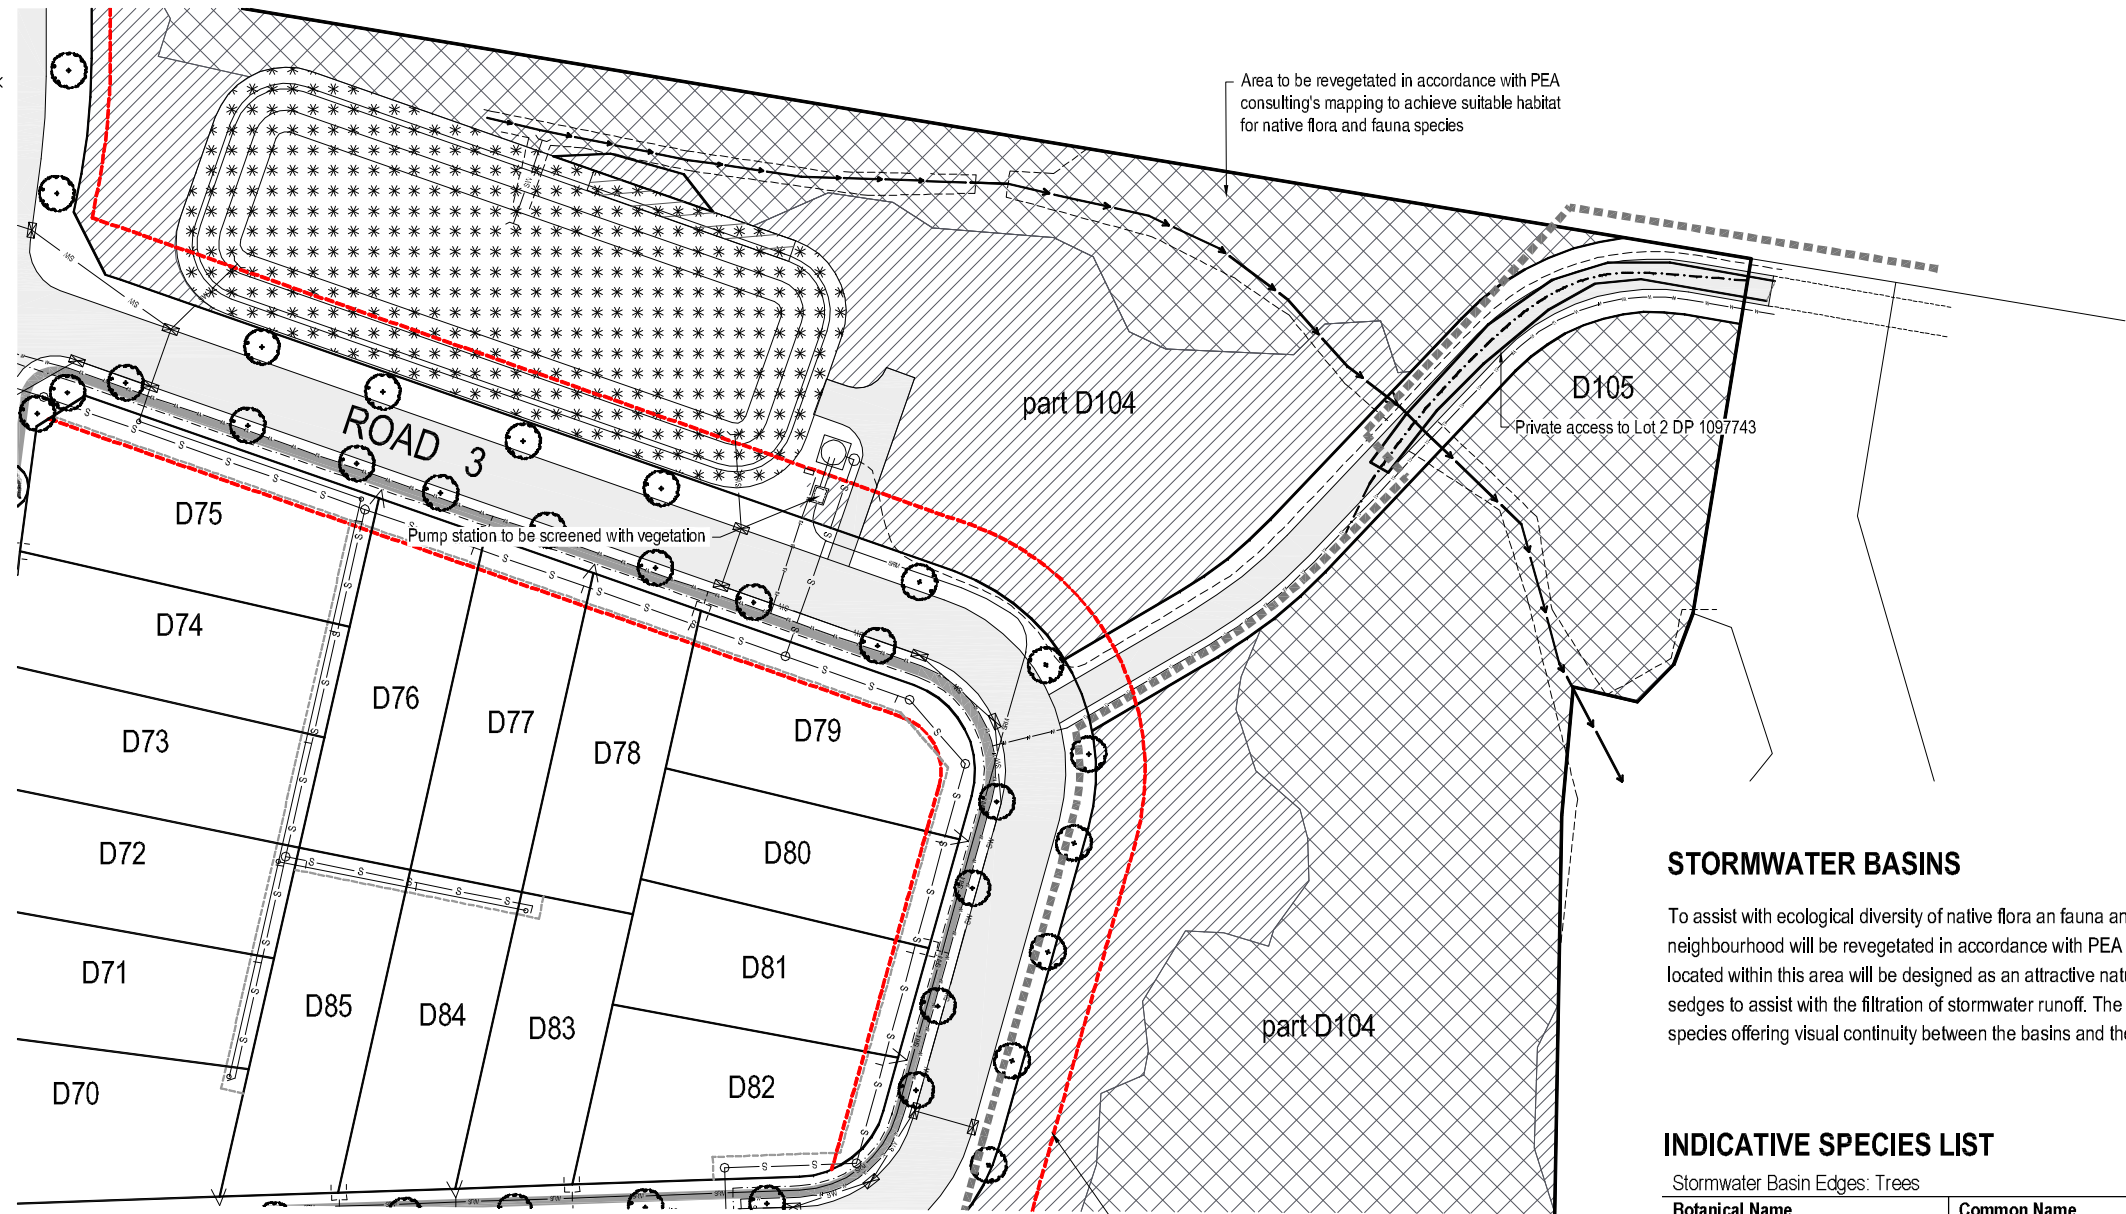 Area to be revegetated in accordance with PEA
consulting's mapping to achieve suitable habitat
for native flora and fauna species
part D104
D105
Private access to Lot 2 DP 1097743
ROAD 3
Pump station to be screened with vegetation
D75
D74
D76
D77
D78
D79
D73
D80
D72
D81
D71
D85
D84
D83
D82
D70
part D104
STORMWATER BASINS
To assist with ecological diversity of native flora an fauna an
neighbourhood will be revegetated in accordance with PEA
located within this area will be designed as an attractive nat
sedges to assist with the filtration of stormwater runoff. The
species offering visual continuity between the basins and the
INDICATIVE SPECIES LIST
Stormwater Basin Edges: Trees
Botanical Name
Common Name